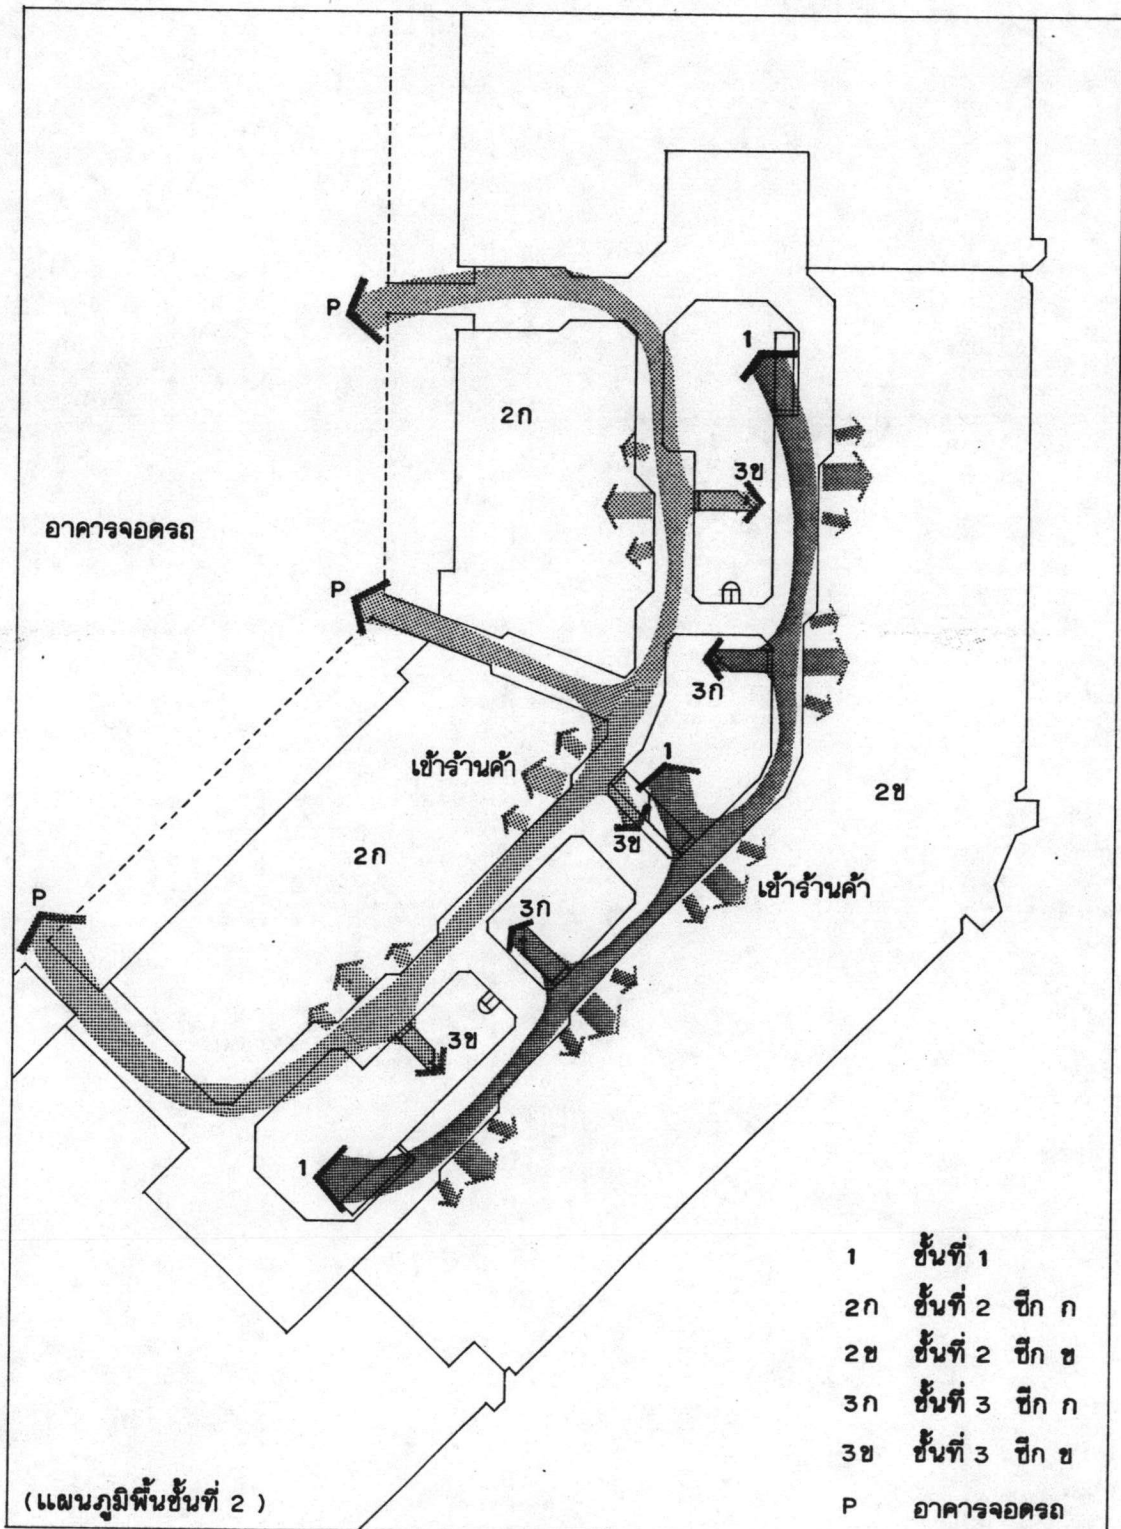 P
1
2ก
3ข
อาคารจอดรถ
P
3ก
เข้าร้านค้า
1
2ข
3ข
2ก
เข้าร้านค้า
P
3ก
3ข
1
1 ชั้นที่ 1
2ก ชั้นที่ 2 ซีก ก
2ข ชั้นที่ 2 ซีก ข
3ก ชั้นที่ 3 ซีก ก
3ข ชั้นที่ 3 ซีก ข
P อาคารจอดรถ
(แผนภูมิพื้นชั้นที่ 2 )